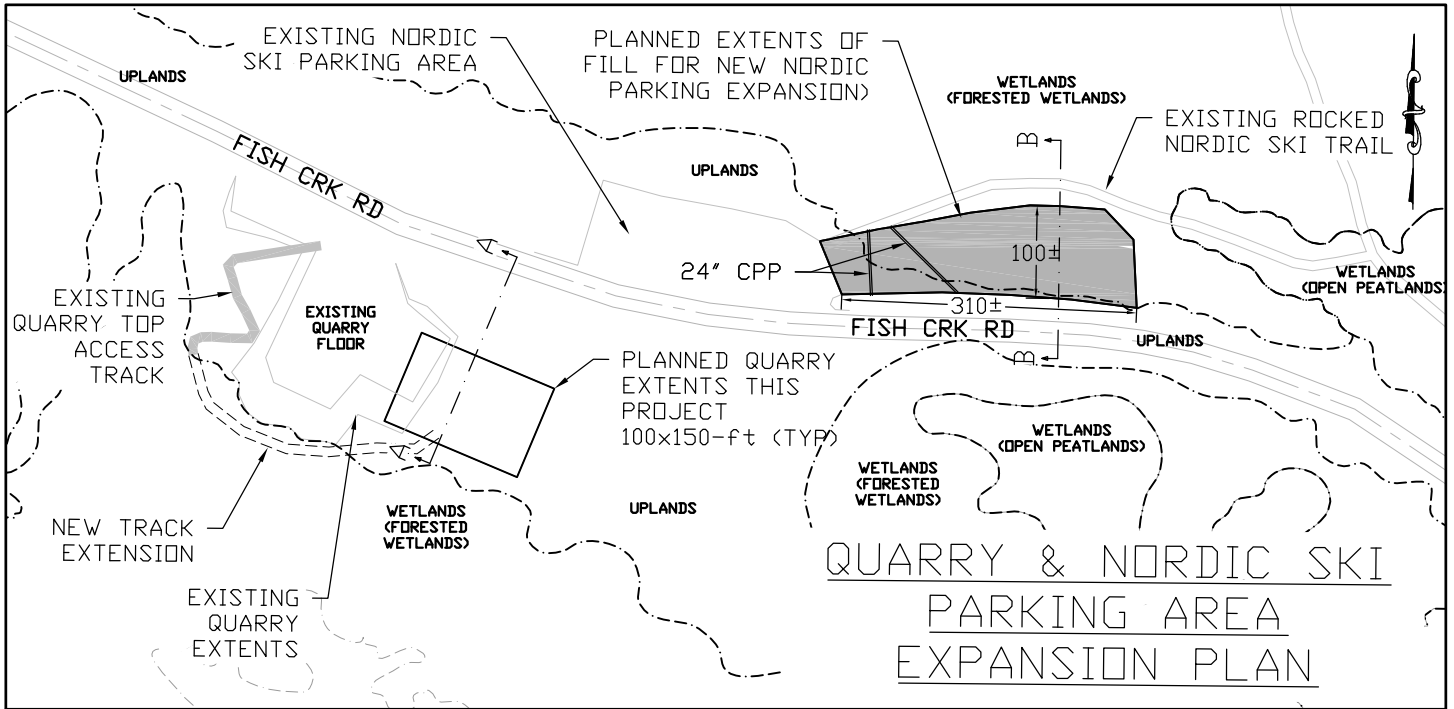 EXISTING NORDIC
SKI PARKING AREA
PLANNED EXTENTS OF
FILL FOR NEW NORDIC
PARKING EXPANSION)
UPLANDS
WETLANDS
(FORESTED WETLANDS)
EXISTING ROCKED
NORDIC SKI TRAIL
B
FISH CRK RD
UPLANDS
A
24" CPP
100±
310±
WETLANDS
(OPEN PEATLANDS)
EXISTING
QUARRY TOP
ACCESS
TRACK
EXISTING
QUARRY
FLOOR
FISH CRK RD
UPLANDS
B
PLANNED QUARRY
EXTENTS THIS
PROJECT
100x150-ft (TYP)
A
WETLANDS
(OPEN PEATLANDS)
WETLANDS
(FORESTED
WETLANDS)
NEW TRACK
EXTENSION
WETLANDS
(FORESTED
WETLANDS)
UPLANDS
EXISTING
QUARRY
EXTENTS
QUARRY & NORDIC SKI
PARKING AREA
EXPANSION PLAN